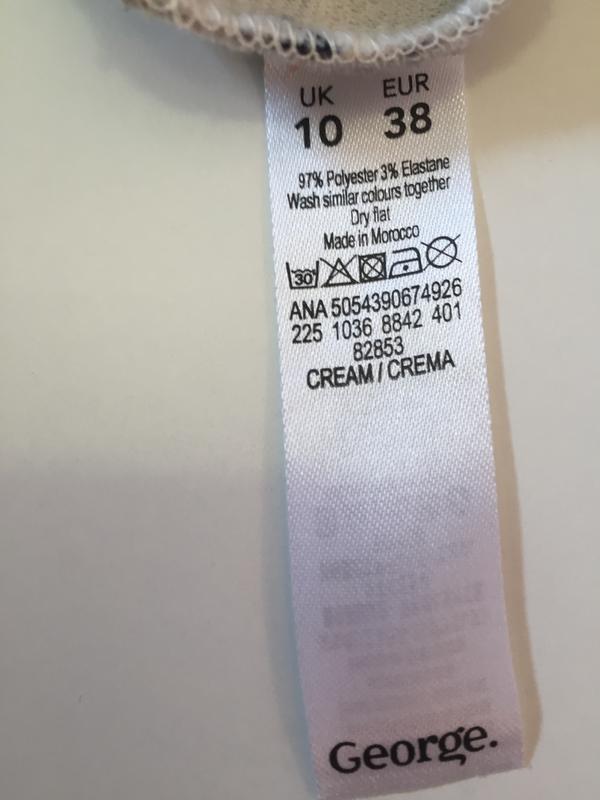 UK EUR
10 38
97% Polyester 3% Elastane
Wash similar colours together
Dry flat
Made in Morocco
30
ANA 5054390674926
225 1036 8842 401
82853
CREAM / CREMA
George.